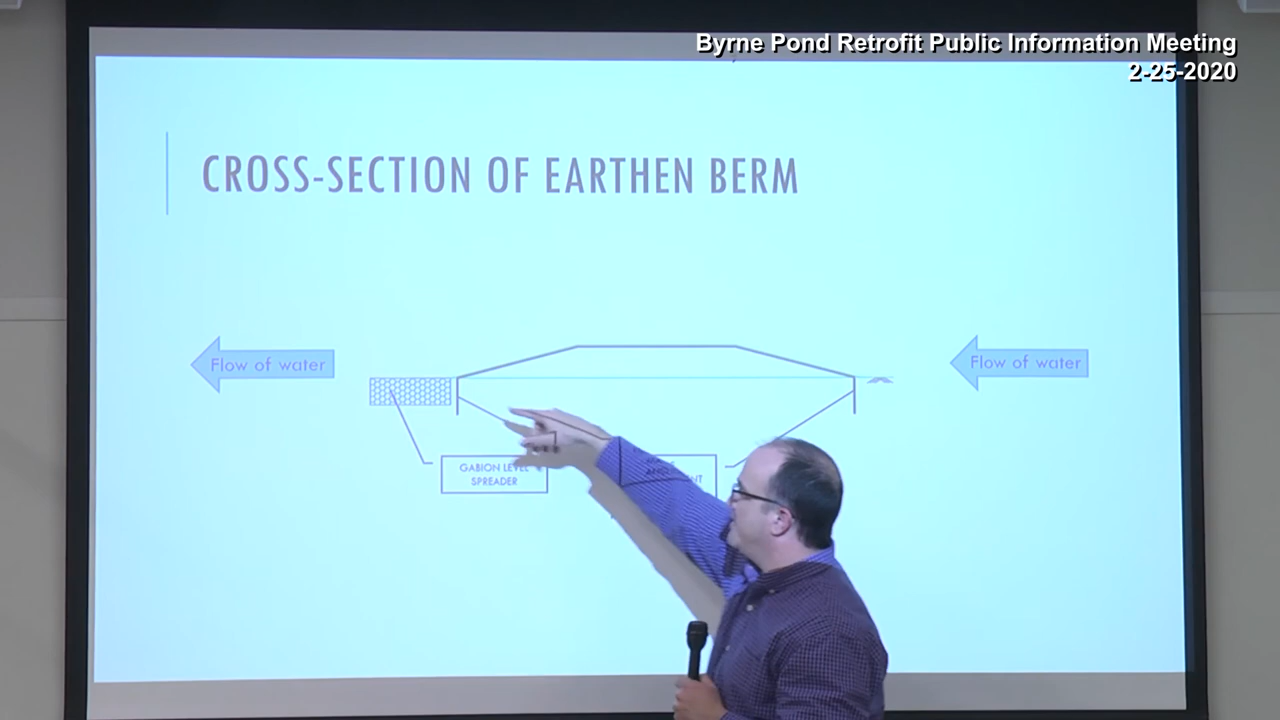 Byrne Pond Retrofit Public Information Meeting
2-25-2020
CROSS-SECTION OF EARTHEN BERM
Flow of water
Flow of water
GABION LEVEL
SPREADER